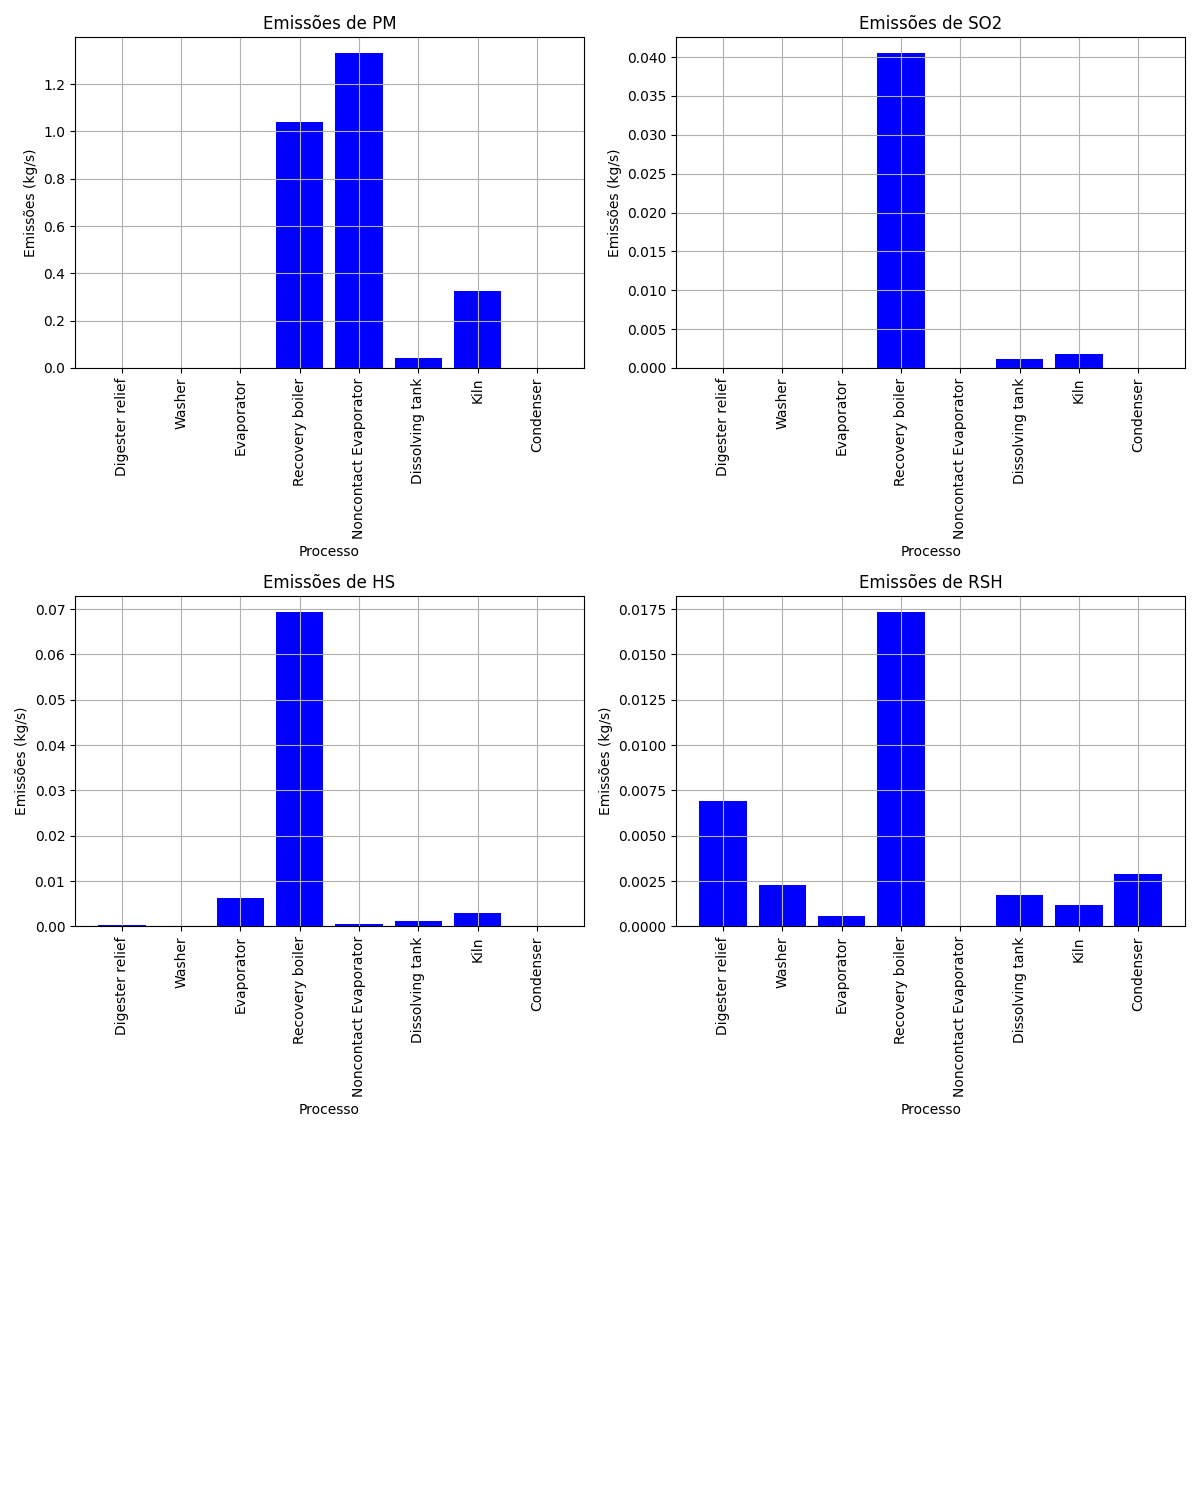 Emissões de PM
Emissões (kg/s)
1.2
1.0
0.8
0.6
0.4
0.2
0.0
Digester relief
Washer
Evaporator
Recovery boiler
Noncontact Evaporator
Dissolving tank
Kiln
Condenser
Processo
Emissões de SO2
Emissões (kg/s)
0.040
0.035
0.030
0.025
0.020
0.015
0.010
0.005
0.000
Digester relief
Washer
Evaporator
Recovery boiler
Noncontact Evaporator
Dissolving tank
Kiln
Condenser
Processo
Emissões de HS
Emissões (kg/s)
0.07
0.06
0.05
0.04
0.03
0.02
0.01
0.00
Digester relief
Washer
Evaporator
Recovery boiler
Noncontact Evaporator
Dissolving tank
Kiln
Condenser
Processo
Emissões de RSH
Emissões (kg/s)
0.0175
0.0150
0.0125
0.0100
0.0075
0.0050
0.0025
0.0000
Digester relief
Washer
Evaporator
Recovery boiler
Noncontact Evaporator
Dissolving tank
Kiln
Condenser
Processo